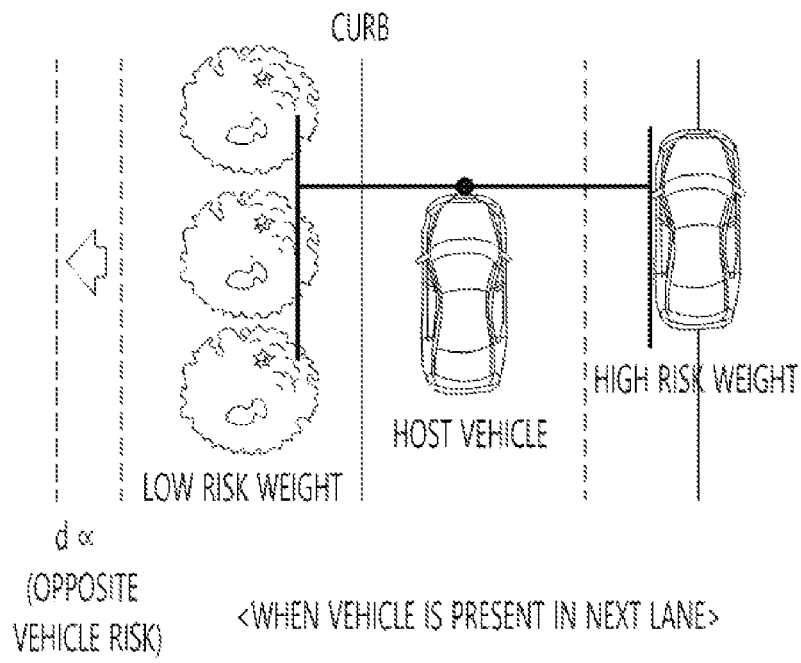 CURB
HIGH RISK WEIGHT
HOST VEHICLE
LOW RISK WEIGHT
d ∝
(OPPOSITE
VEHICLE RISK)
<WHEN VEHICLE IS PRESENT IN NEXT LANE>